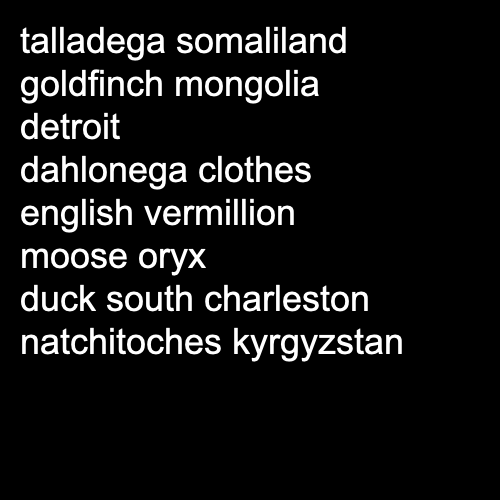 talladega somaliland
goldfinch mongolia
detroit
dahlonega clothes
english vermillion
moose oryx
duck south charleston
natchitoches kyrgyzstan